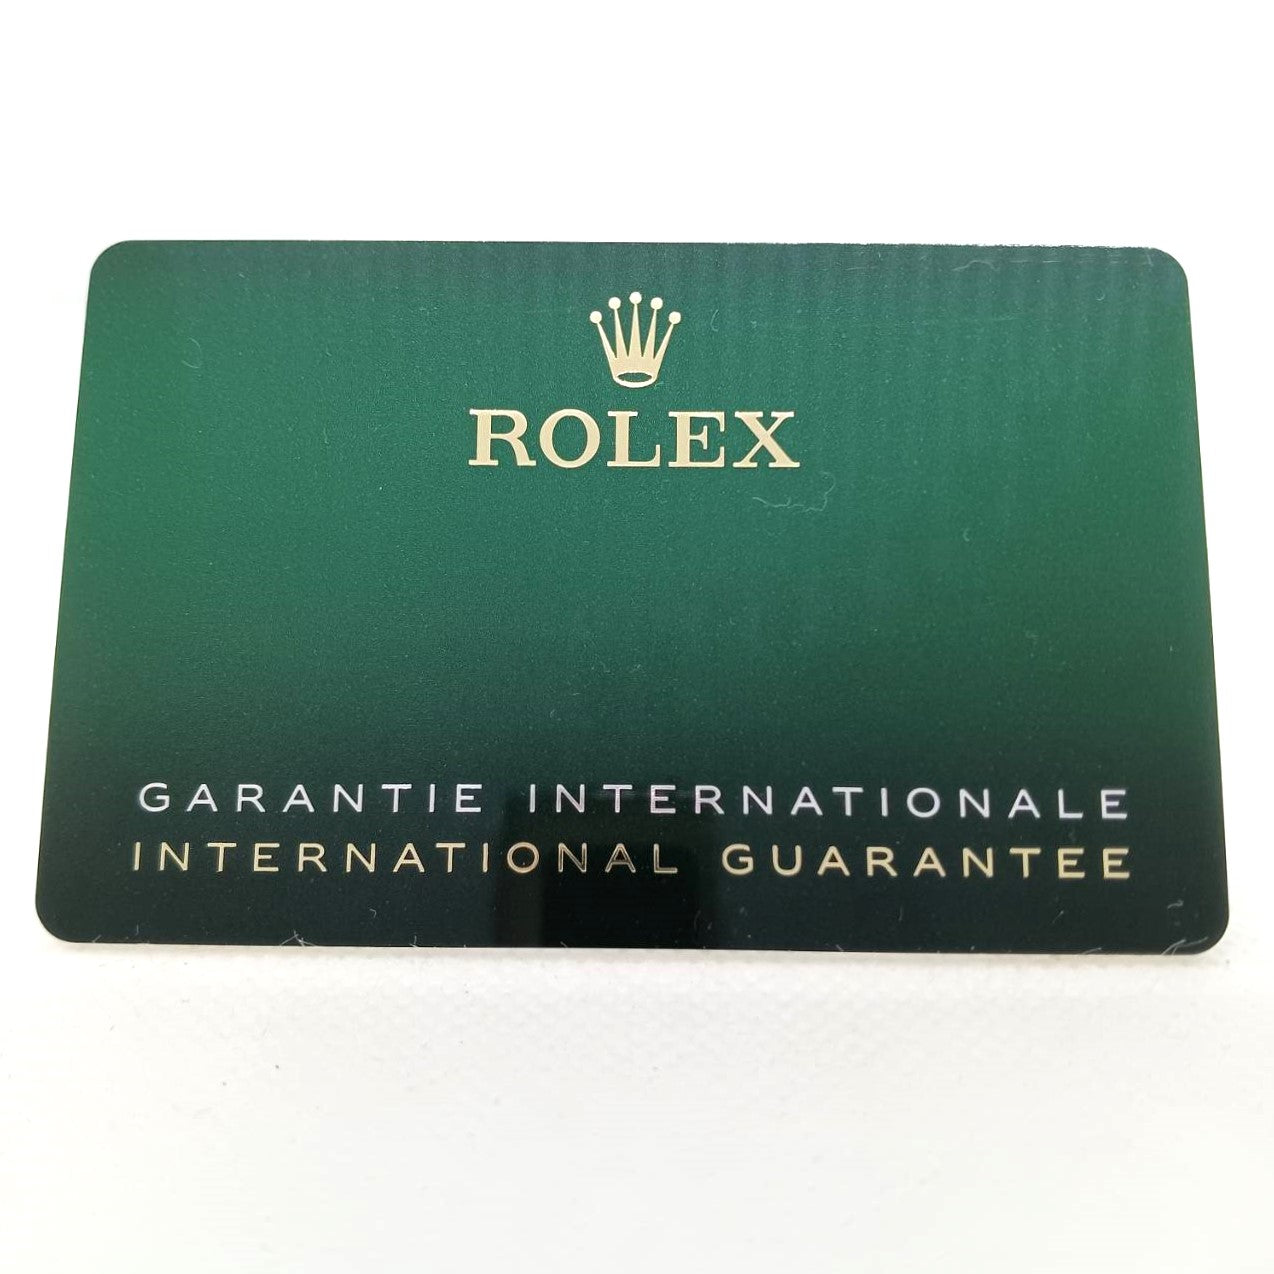 ROLEX
GARANTIE INTERNATIONALE
INTERNATIONAL GUARANTEE